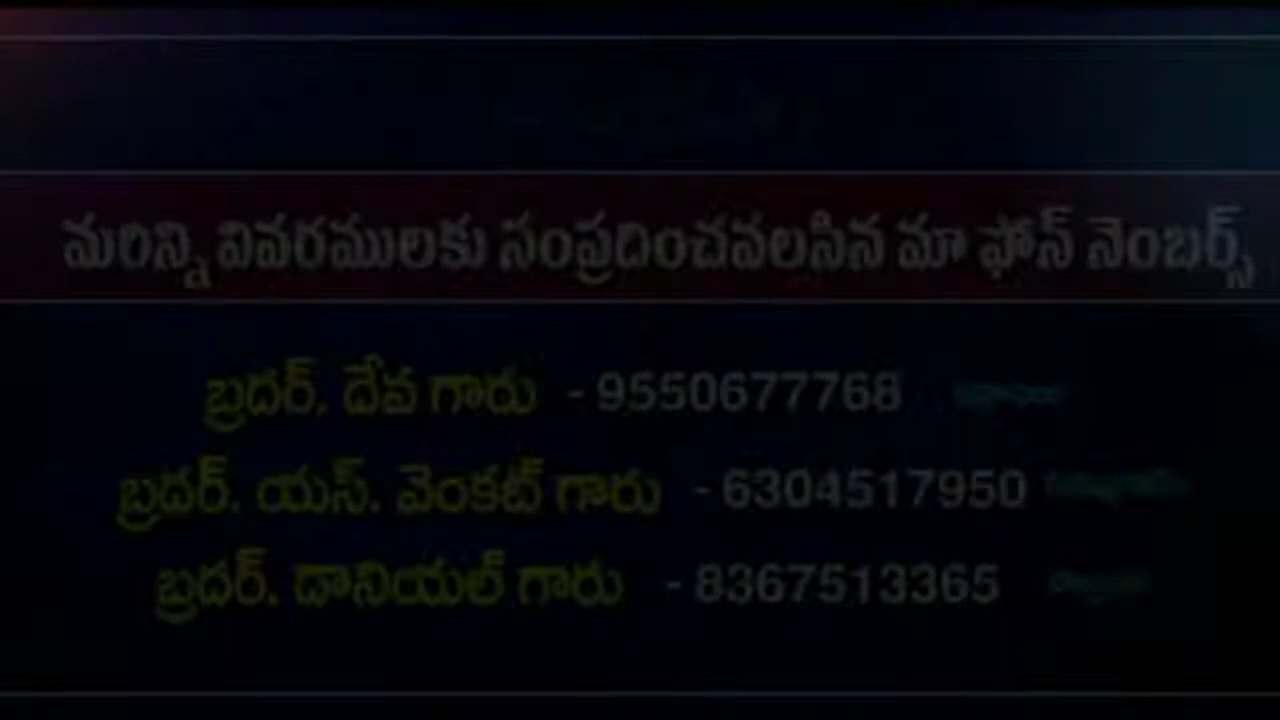 మరిన్ని వివరములకు సంప్రదించవలసిన మా ఫోన్ నెంబర్స్
బ్రదర్. దేవ గారు - 9550677768
బ్రదర్. యస్. వెంకట్ గారు - 6304517950
బ్రదర్. దానియల్ గారు - 8367513365